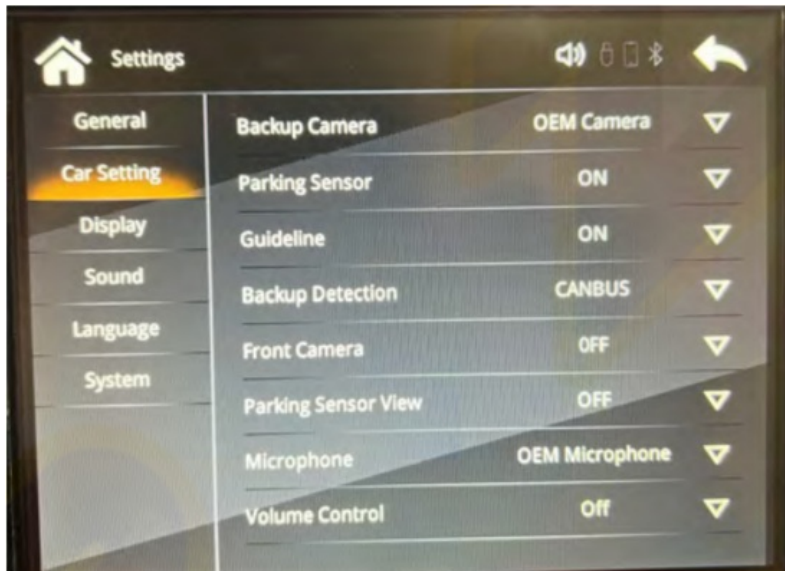 Settings
General
Car Setting
Display
Sound
Language
System
Backup Camera OEM Camera
Parking Sensor ON
Guideline ON
Backup Detection CANBUS
Front Camera OFF
Parking Sensor View OFF
Microphone OEM Microphone
Volume Control Off